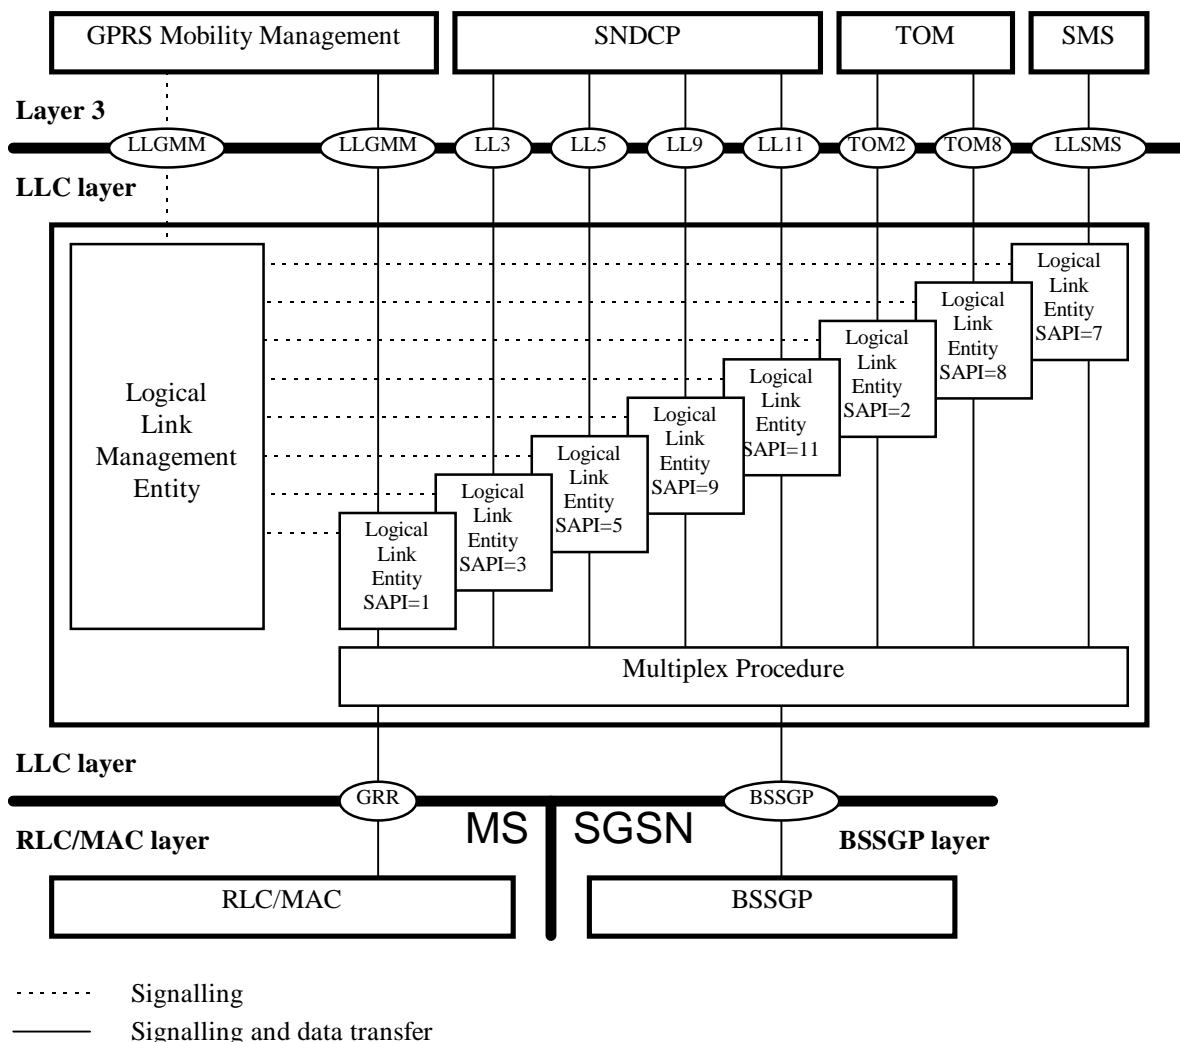 GPRS Mobility Management
SNDCP
TOM
SMS
Layer 3
LLGMM
LLGMM
LL3
LL5
LL9
LL11
TOM2
TOM8
LLSMS
LLC layer
Logical
Link
Management
Entity
Logical
Link
Entity
SAPI=1
Logical
Link
Entity
SAPI=3
Logical
Link
Entity
SAPI=5
Logical
Link
Entity
SAPI=9
Logical
Link
Entity
SAPI=11
Logical
Link
Entity
SAPI=2
Logical
Link
Entity
SAPI=8
Logical
Link
Entity
SAPI=7
Multiplex Procedure
LLC layer
GRR
BSSGP
RLC/MAC layer
MS
SGSN
BSSGP layer
RLC/MAC
BSSGP
Signalling
Signalling and data transfer